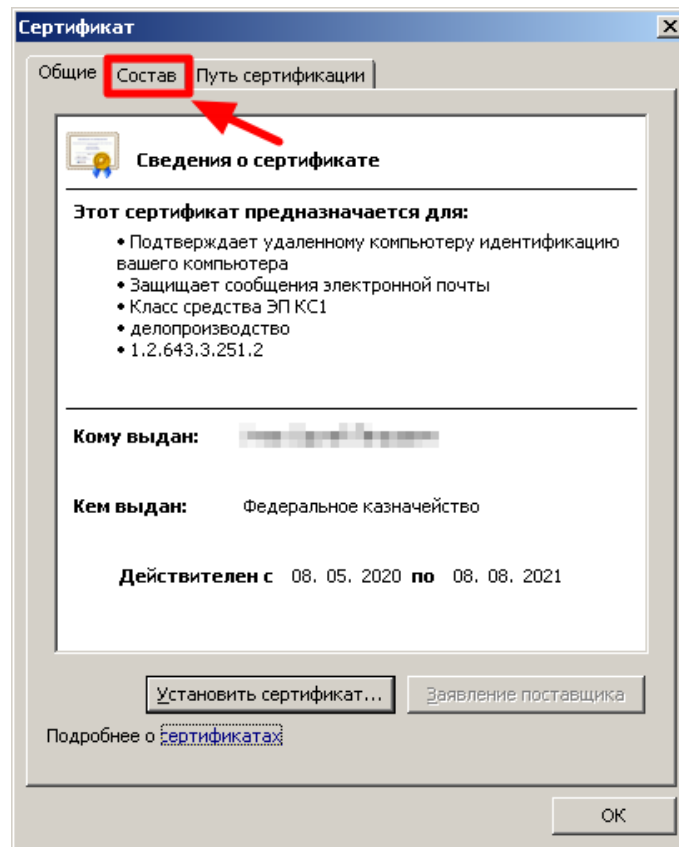 Сертификат
Общие Состав Путь сертификации
Сведения о сертификате
Этот сертификат предназначается для:
• Подтверждает удаленному компьютеру идентификацию
вашего компьютера
• Защищает сообщения электронной почты
• Класс средства ЭП КС1
• делопроизводство
• 1.2.643.3.251.2
Кому выдан:
Кем выдан: Федеральное казначейство
Действителен с 08. 05. 2020 по 08. 08. 2021
Установить сертификат... Заявление поставщика
Подробнее о сертификатах
ОК